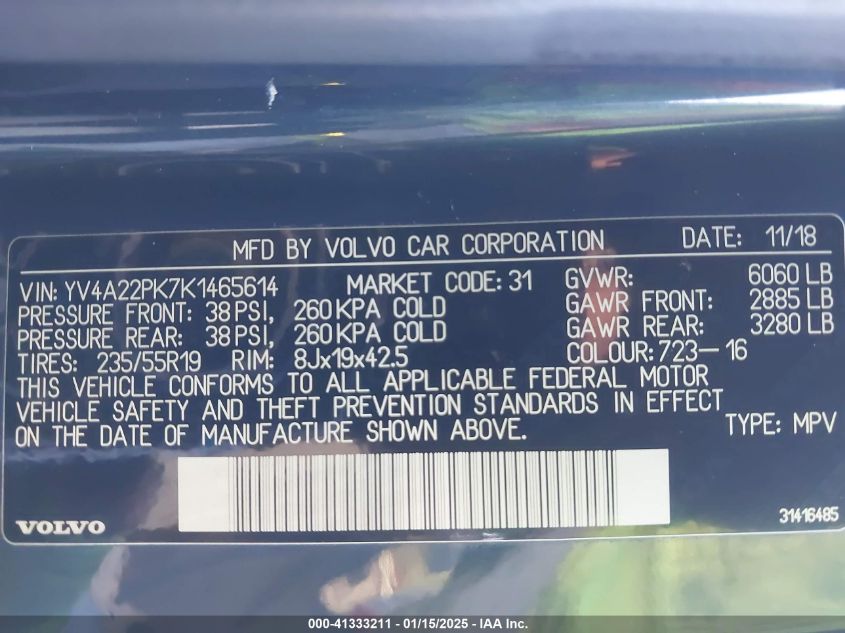 MFD BY VOLVO CAR CORPORATION DATE: 11/18
VIN: YV4A22PK7K1465614 MARKET CODE: 31 GVWR: 6060 LB
PRESSURE FRONT: 38 PSI, 260 KPA COLD GAWR FRONT: 2885 LB
PRESSURE REAR: 38 PSI, 260 KPA COLD GAWR REAR: 3280 LB
TIRES: 235/55R19 RIM: 8Jx19x42.5 COLOUR: 723-16
THIS VEHICLE CONFORMS TO ALL APPLICABLE FEDERAL MOTOR
VEHICLE SAFETY AND THEFT PREVENTION STANDARDS IN EFFECT
ON THE DATE OF MANUFACTURE SHOWN ABOVE. TYPE: MPV
VOLVO 31416485
000-41333211 - 01/15/2025 - IAA Inc.